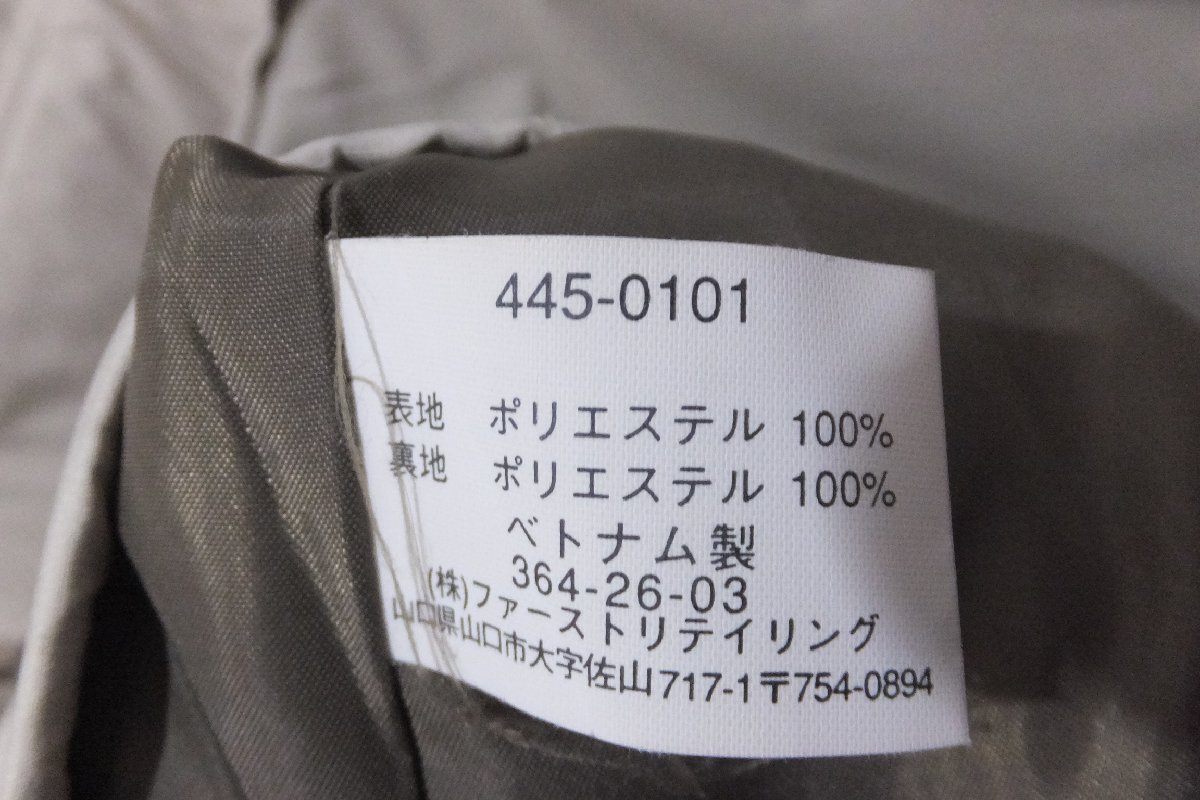 445-0101
表地 ポリエステル 100%
裏地 ポリエステル 100%
ベトナム製
364-26-03
(株)ファーストリテイリング
山口県山口市大字佐山717-1〒754-0894